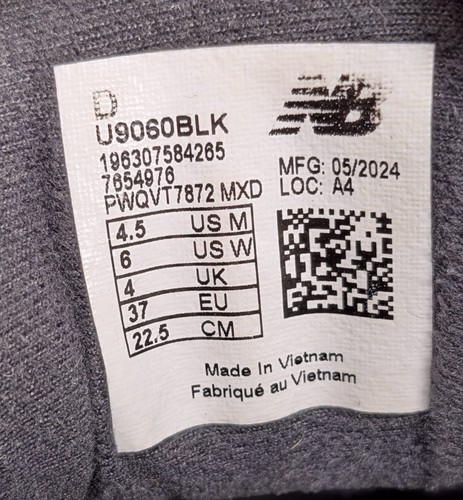 D
U9060BLK
196307584265
7654976
PWQVT7872 MXD
NB
MFG: 05/2024
LOC: A4
4.5 US M
6 US W
4 UK
37 EU
22.5 CM
Made In Vietnam
Fabriqué au Vietnam